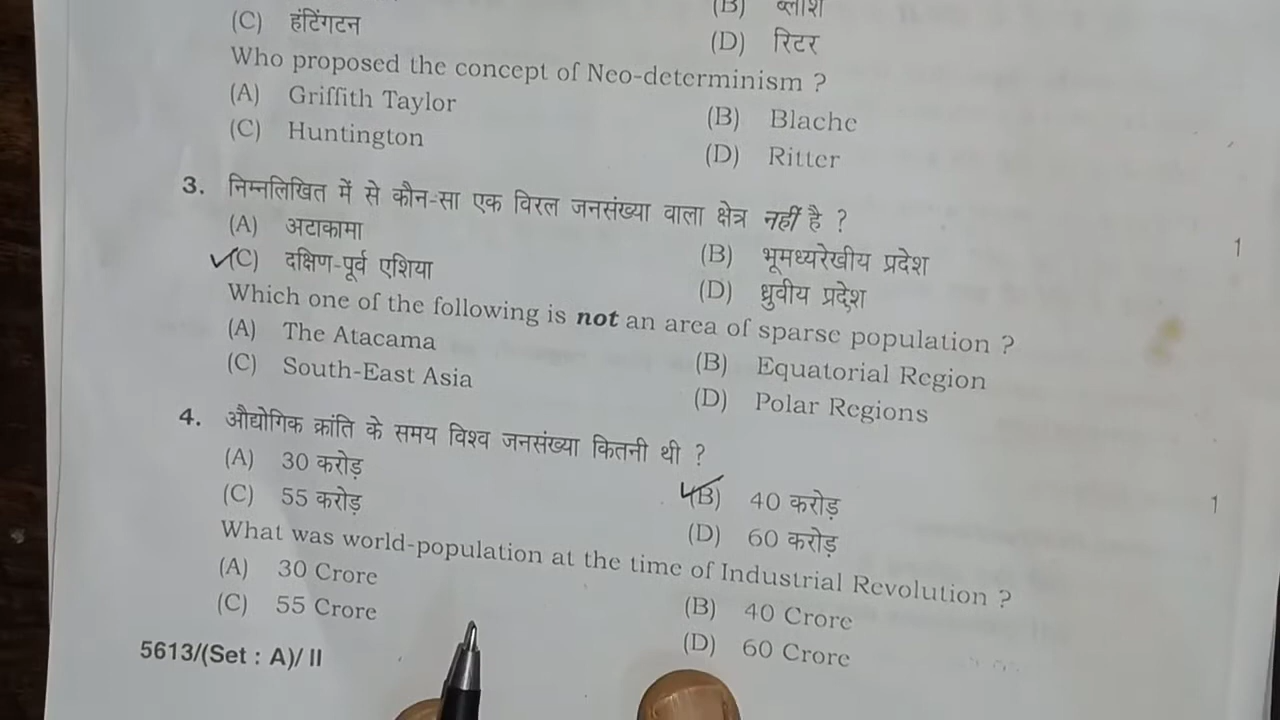 (B) ब्लाश
(C) हंटिंगटन
(D) रिटर
Who proposed the concept of Neo-determinism ?
(A) Griffith Taylor
(B) Blache
(C) Huntington
(D) Ritter
3. निम्नलिखित में से कौन-सा एक विरल जनसंख्या वाला क्षेत्र नहीं है ? 1
(A) अटाकामा
(B) भूमध्यरेखीय प्रदेश
(C) दक्षिण-पूर्व एशिया
(D) ध्रुवीय प्रदेश
Which one of the following is not an area of sparse population ?
(A) The Atacama
(B) Equatorial Region
(C) South-East Asia
(D) Polar Regions
4. औद्योगिक क्रांति के समय विश्व जनसंख्या कितनी थी ? 1
(A) 30 करोड़
(B) 40 करोड़
(C) 55 करोड़
(D) 60 करोड़
What was world-population at the time of Industrial Revolution ?
(A) 30 Crore
(B) 40 Crore
(C) 55 Crore
(D) 60 Crore
5613/(Set : A)/ II